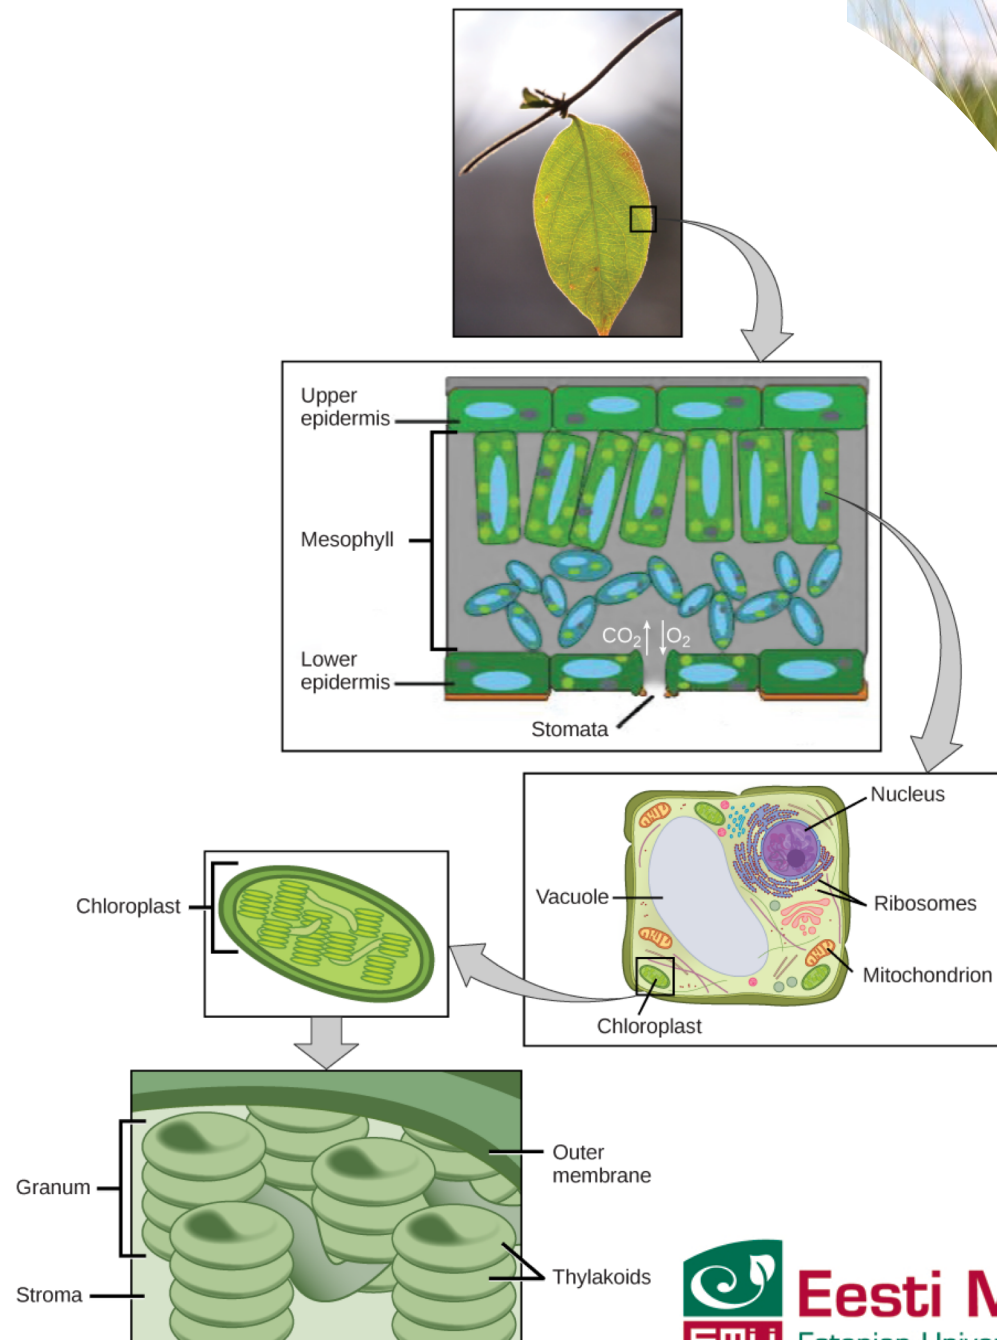 Upper
epidermis
Mesophyll
CO₂ O₂
Lower
epidermis
Stomata
Nucleus
Vacuole
Ribosomes
Mitochondrion
Chloroplast
Chloroplast
Outer
membrane
Granum
Thylakoids
Stroma
Eesti
Estonian